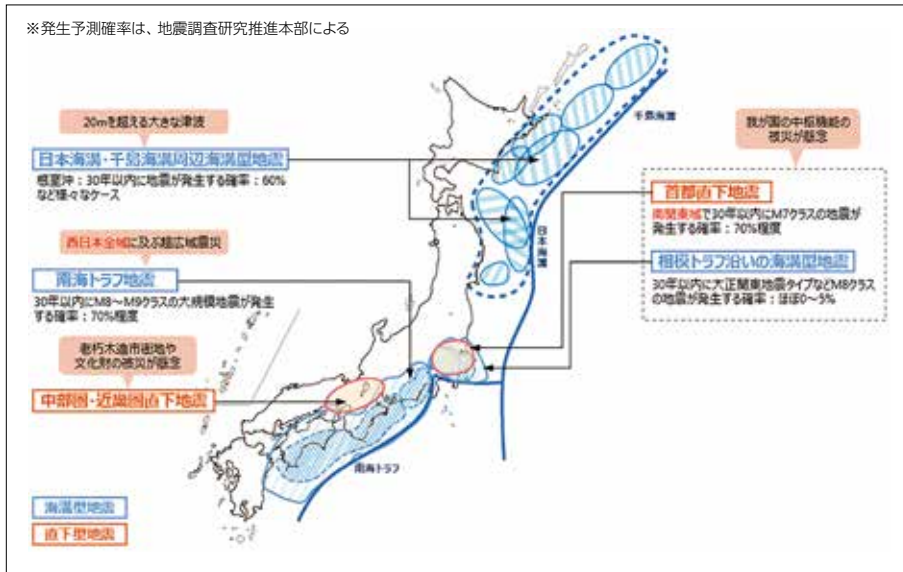 ※発生予測確率は、地震調査研究推進本部による
20mを超える大きな津波
日本海溝・千島海溝周辺海溝型地震
根室沖：30年以内に地震が発生する確率：60%
など様々なケース
西日本全域に及ぶ超広域震災
南海トラフ地震
30年以内にM8～M9クラスの大規模地震が発生
する確率：70%程度
老朽木造市街地や
文化財の被災が懸念
中部圏・近畿圏直下地震
海溝型地震
直下型地震
千島海溝
日本海溝
南海トラフ
我が国の中枢機能の
被災が懸念
首都直下地震
南関東域で30年以内にM7クラスの地震が
発生する確率：70%程度
相模トラフ沿いの海溝型地震
30年以内に大正関東地震タイプなどM8クラス
の地震が発生する確率：ほぼ0～5%